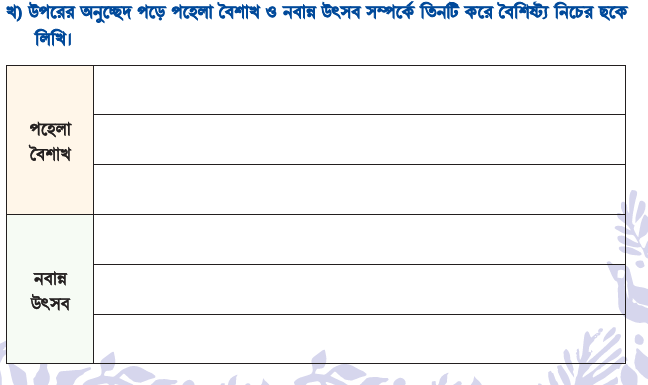 খ) উপরের অনুচ্ছেদ পড়ে পহেলা বৈশাখ ও নবান্ন উৎসব সম্পর্কে তিনটি করে বৈশিষ্ট্য নিচের ছকে
লিখি।
পহেলা
বৈশাখ
নবান্ন
উৎসব